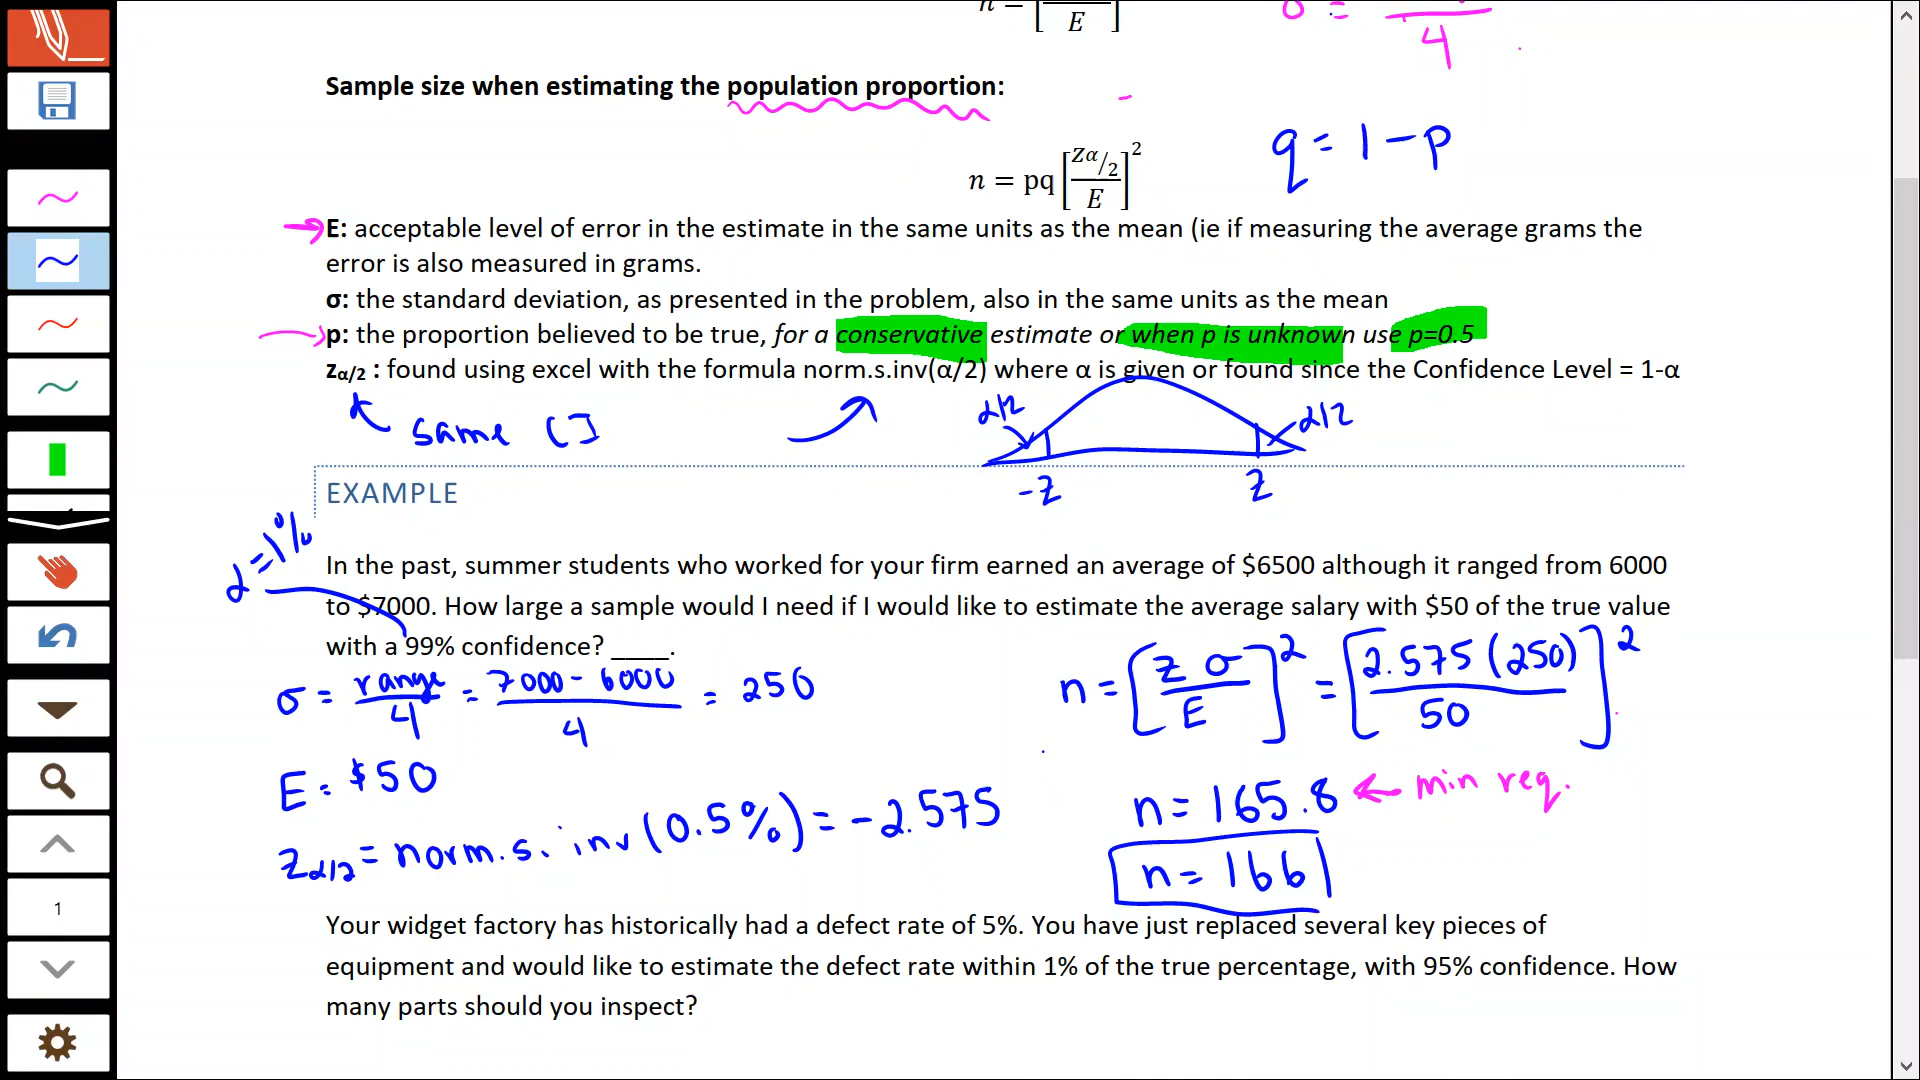 n = [ E ]
σ = 4
Sample size when estimating the population proportion:
q = 1 - p
n = pq [zα/2 / E]²
E: acceptable level of error in the estimate in the same units as the mean (ie if measuring the average grams the
error is also measured in grams.
σ: the standard deviation, as presented in the problem, also in the same units as the mean
p: the proportion believed to be true, for a conservative estimate or when p is unknown use p=0.5
zα/2 : found using excel with the formula norm.s.inv(α/2) where α is given or found since the Confidence Level = 1-α
same [ ]
α/2 α/2
-z z
EXAMPLE
α = 1%
In the past, summer students who worked for your firm earned an average of $6500 although it ranged from 6000
to $7000. How large a sample would I need if I would like to estimate the average salary with $50 of the true value
with a 99% confidence? ____.
σ = range / 4 = 7000 - 6000 / 4 = 250
n = [z σ / E]² = [2.575 (250) / 50]²
E = $50
n = 165.8 ← min req.
zα/2 = norm.s.inv (0.5%) = -2.575
n = 166
Your widget factory has historically had a defect rate of 5%. You have just replaced several key pieces of
equipment and would like to estimate the defect rate within 1% of the true percentage, with 95% confidence. How
many parts should you inspect?
1